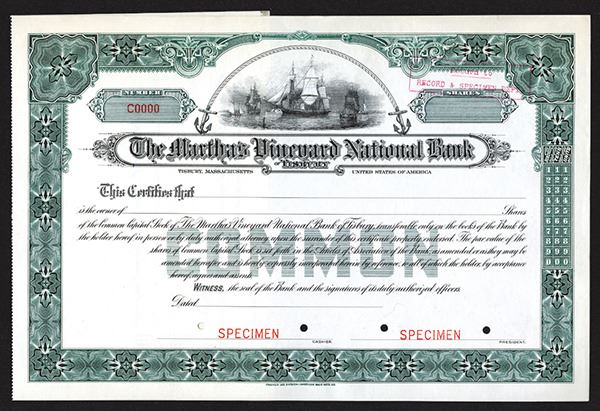 NUMBER
C0000
RECORD & SPECIMEN
SHARES
The Martha's Vineyard National Bank
OF TISBURY
TISBURY, MASSACHUSETTS UNITED STATES OF AMERICA
This Certifies that
is the owner of Shares
of the Common Capital Stock of The Martha's Vineyard National Bank of Tisbury, transferable only on the books of the Bank by
the holder hereof in person or by duly authorized attorney upon the surrender of this certificate properly endorsed. The par value of the
shares of Common Capital Stock is set forth in the Articles of Association of the Bank, as amended or as they may be
amended hereafter and is hereby expressly incorporated herein by reference, to all of which the holder, by acceptance
hereof, agrees and assents.
COMMON
WITNESS, the seal of the Bank and the signatures of its duly authorized officers.
Dated
SPECIMEN SPECIMEN
CASHIER. PRESIDENT.